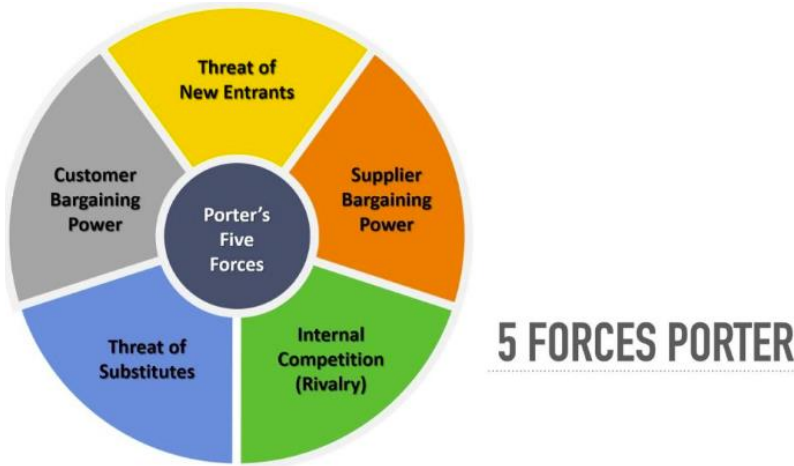 Threat of
New Entrants
Customer
Bargaining
Power
Supplier
Bargaining
Power
Porter's
Five
Forces
Threat of
Substitutes
Internal
Competition
(Rivalry)
5 FORCES PORTER